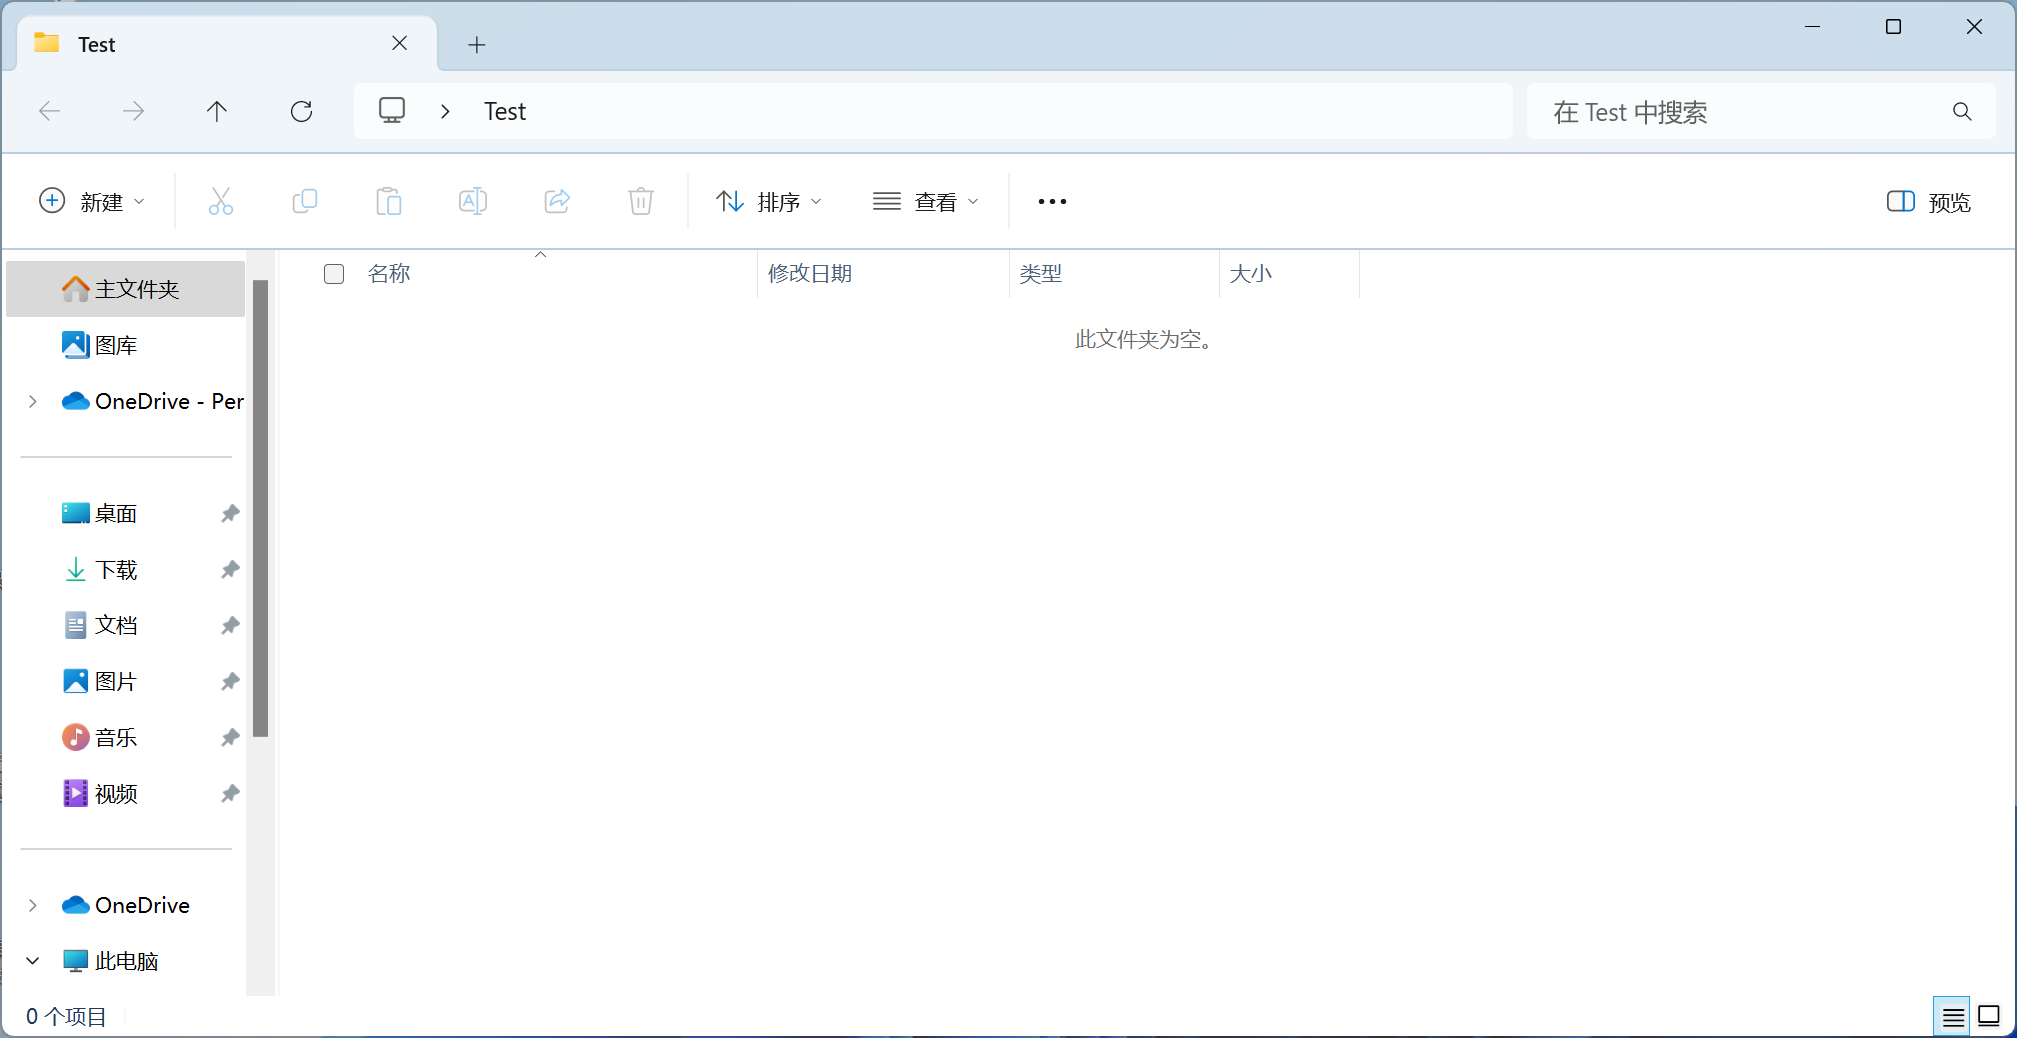 Test
Test
在 Test 中搜索
新建
排序
查看
预览
名称
修改日期
类型
大小
此文件夹为空。
主文件夹
图库
OneDrive - Per
桌面
下载
文档
图片
音乐
视频
OneDrive
此电脑
0 个项目